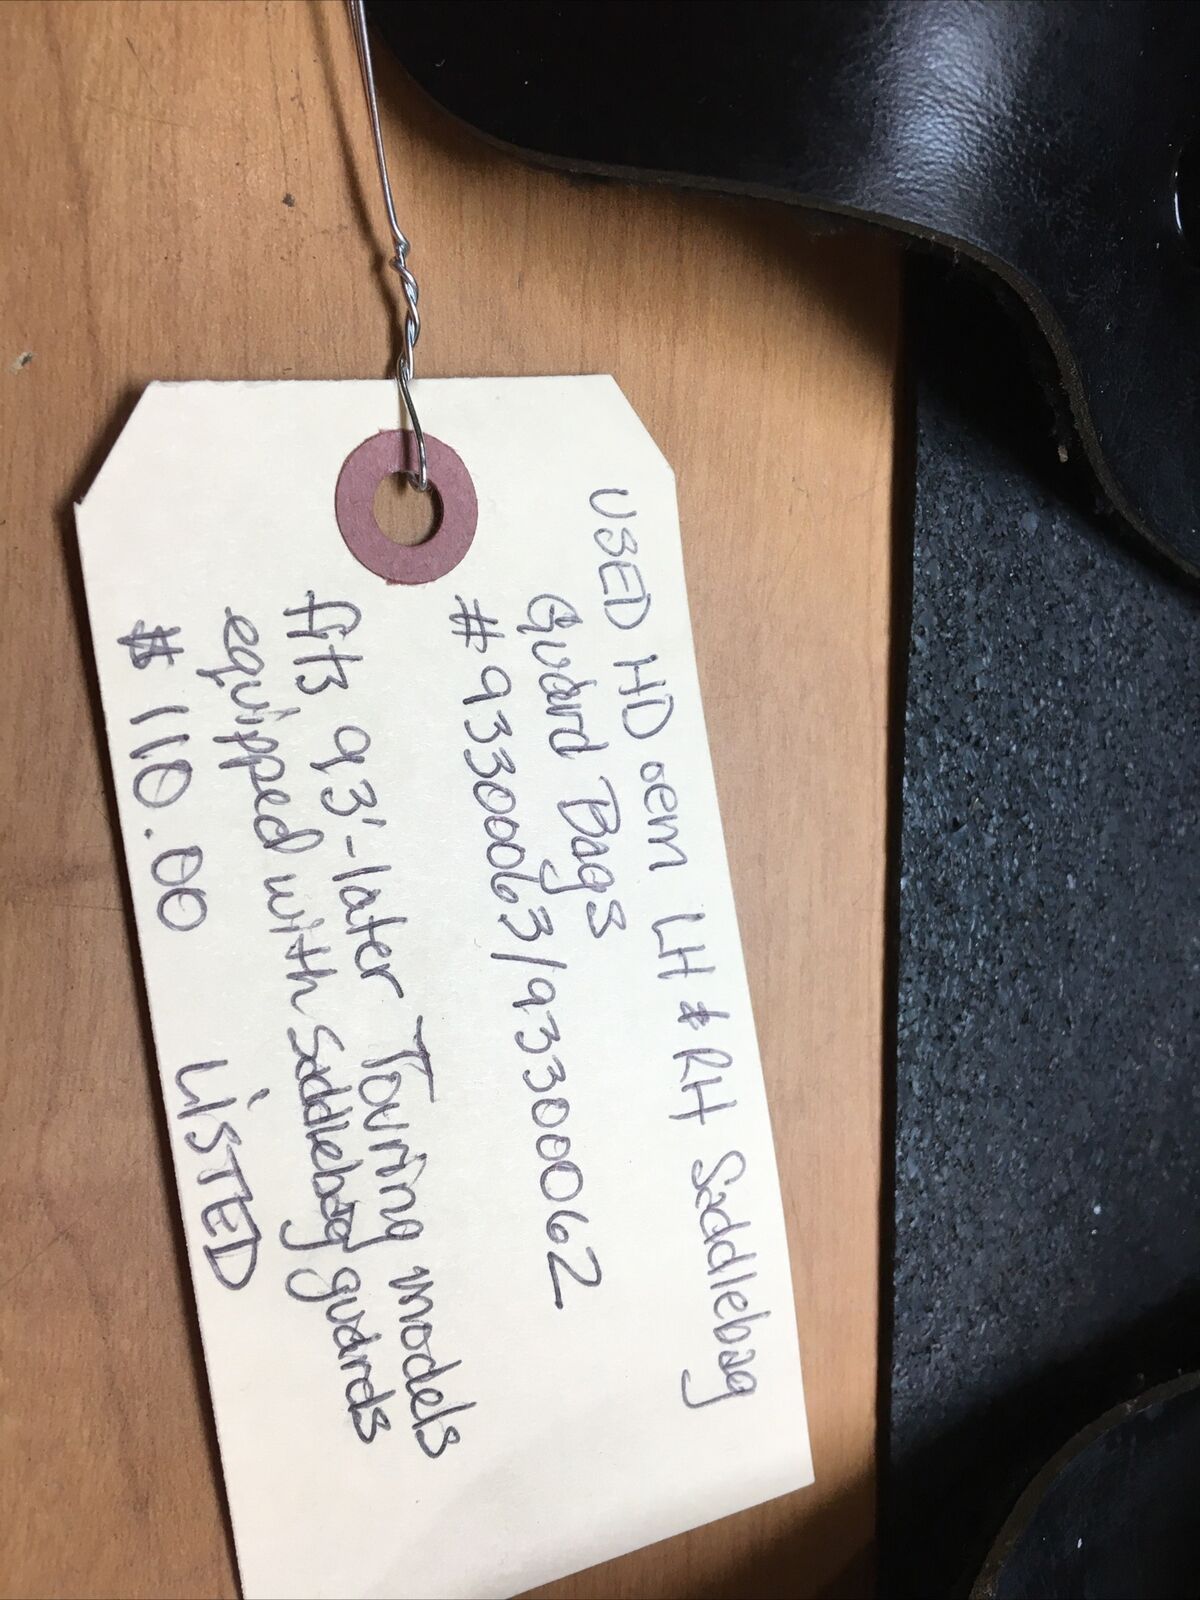 USED HD oem LH & RH Saddlebag
Guard Bags
#93300063/93300062
fits 93'-later Touring models
equipped with Saddlebag guards
$110.00 LiSTED